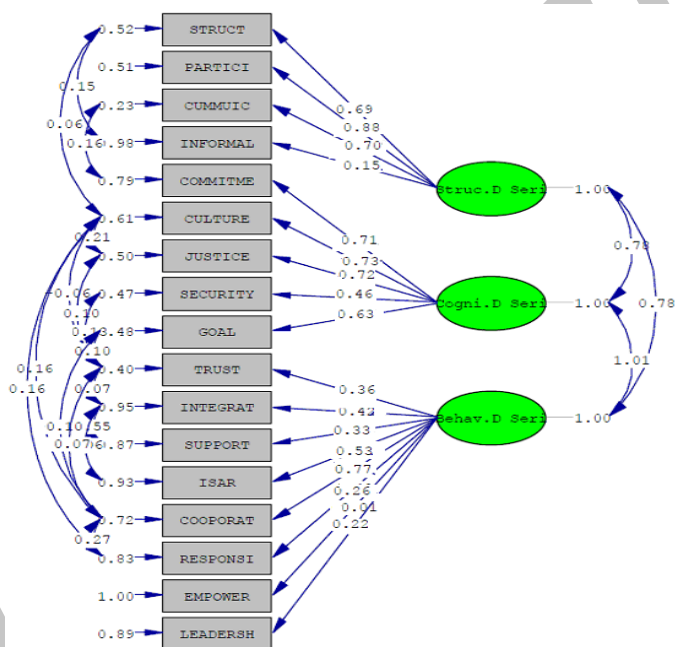 0.52 STRUCT
0.51 PARTICI
0.23 CUMMUIC
0.98 INFORMAL
0.79 COMMITME
0.61 CULTURE
0.50 JUSTICE
0.47 SECURITY
GOAL
0.40 TRUST
0.95 INTEGRAT
0.87 SUPPORT
0.93 ISAR
0.72 COOPORAT
0.83 RESPONSI
1.00 EMPOWER
0.89 LEADERSH
0.15
0.06
0.16
0.21
0.06
0.10
0.10
0.16
0.16
0.07
0.27
0.69
0.88
0.70
0.15
0.71
0.73
0.72
0.46
0.63
0.36
0.42
0.33
0.53
0.77
0.26
0.01
0.22
Struc.D Seri 1.00
Cogni.D Seri 1.00
Behav.D Seri 1.00
0.78
0.78
1.01